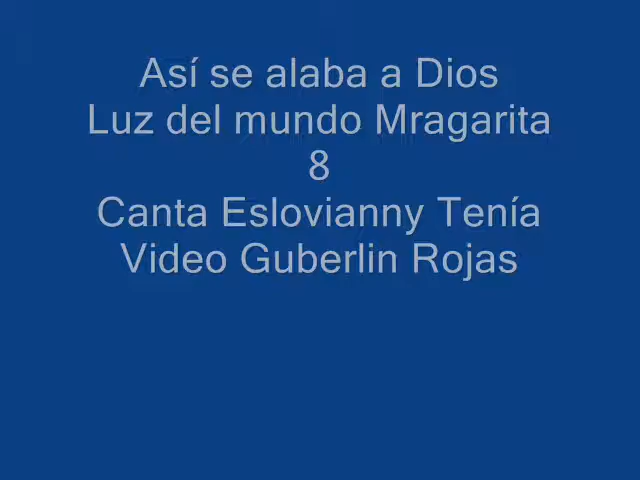 Así se alaba a Dios
Luz del mundo Mragarita
8
Canta Eslovianny Tenía
Video Guberlin Rojas